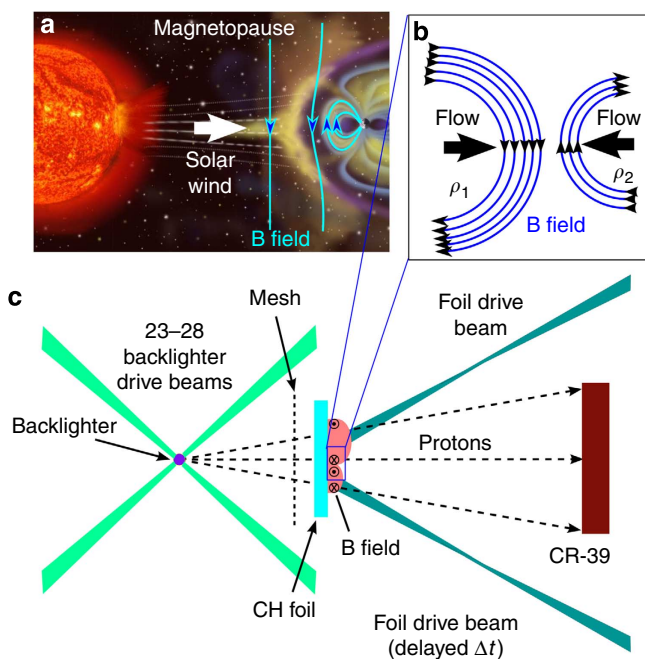 a
Magnetopause
Solar
wind
B field
b
Flow
Flow
ρ1
ρ2
B field
c
Mesh
23–28
backlighter
drive beams
Backlighter
Foil drive
beam
Protons
B field
CH foil
CR-39
Foil drive beam
(delayed Δt)